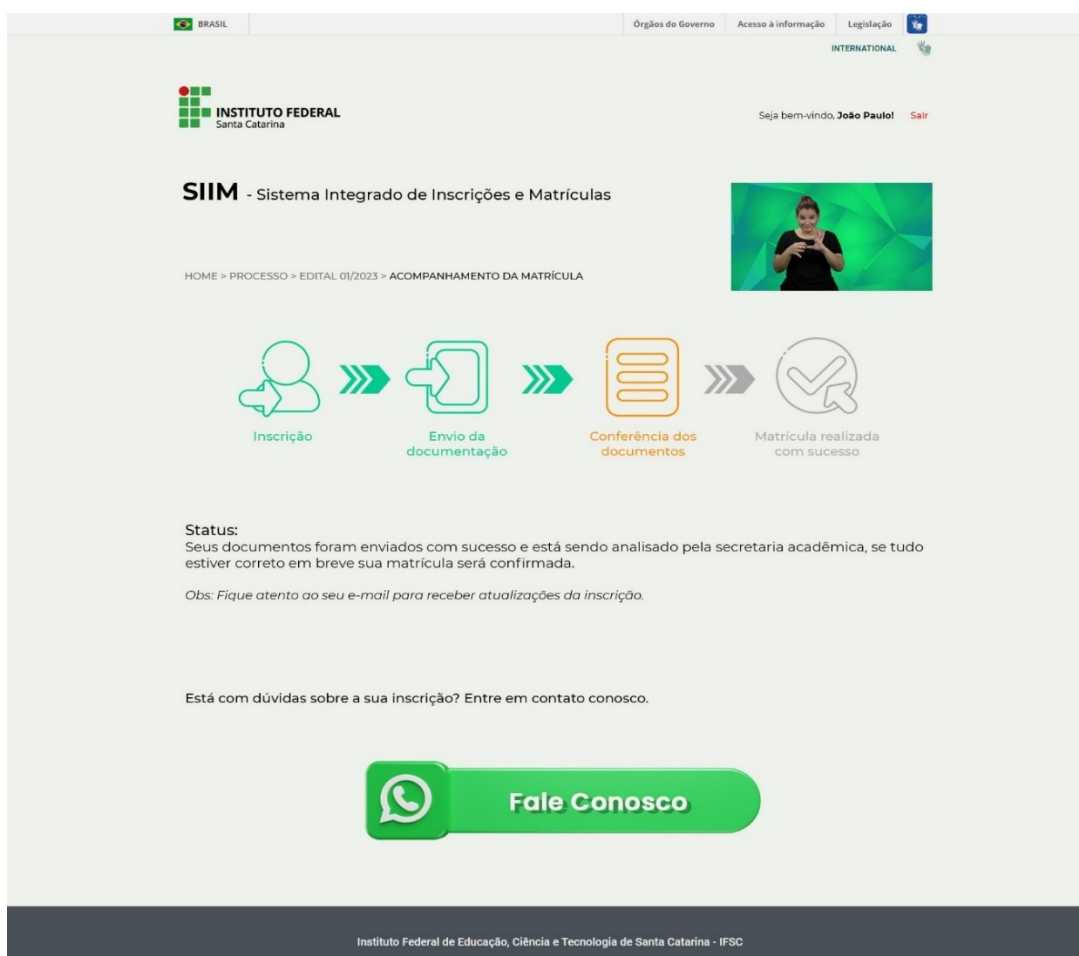 BRASIL
Órgãos do Governo
Acesso à informação
Legislação
INTERNATIONAL
INSTITUTO FEDERAL
Santa Catarina
Seja bem-vindo, João Paulo! Sair
SIIM - Sistema Integrado de Inscrições e Matrículas
HOME > PROCESSO > EDITAL 01/2023 > ACOMPANHAMENTO DA MATRÍCULA
Inscrição
Envio da
documentação
Conferência dos
documentos
Matrícula realizada
com sucesso
Status:
Seus documentos foram enviados com sucesso e está sendo analisado pela secretaria acadêmica, se tudo
estiver correto em breve sua matrícula será confirmada.
Obs: Fique atento ao seu e-mail para receber atualizações da inscrição.
Está com dúvidas sobre a sua inscrição? Entre em contato conosco.
Fale Conosco
Instituto Federal de Educação, Ciência e Tecnologia de Santa Catarina - IFSC